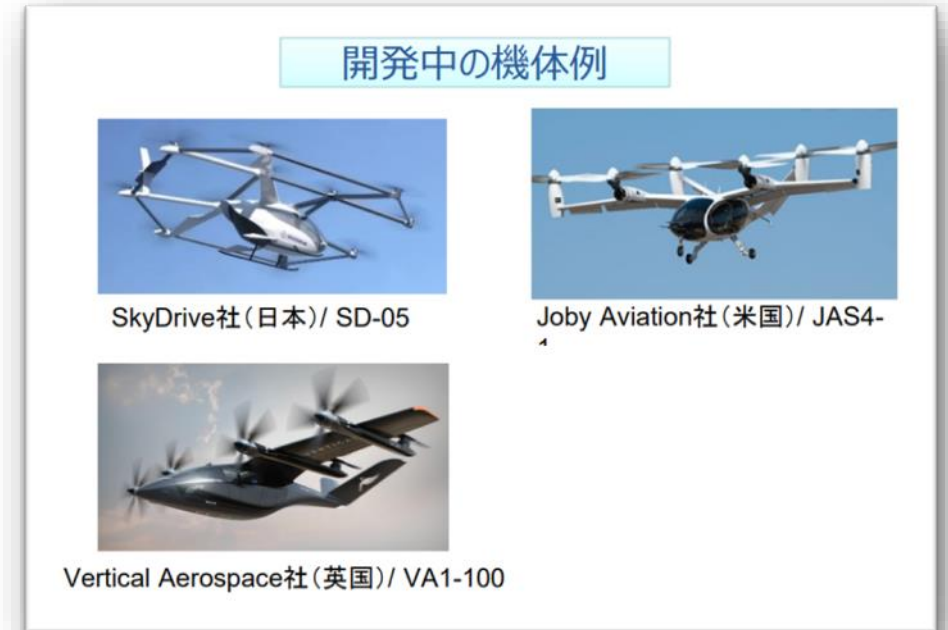 開発中の機体例
SkyDrive社（日本）/ SD-05
Joby Aviation社（米国）/ JAS4-
Vertical Aerospace社（英国）/ VA1-100